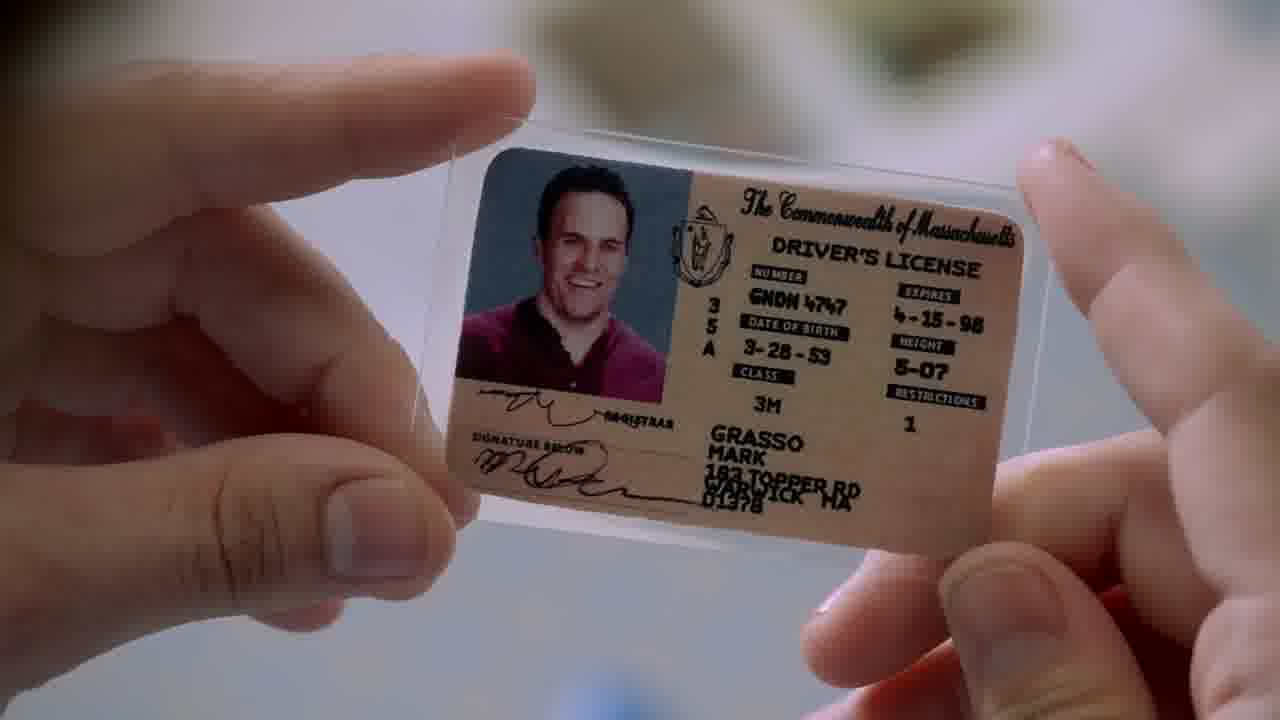 The Commonwealth of Massachusetts
DRIVER'S LICENSE
NUMBER
GNDN 4747
EXPIRES
4-15-98
DATE OF BIRTH
3-28-53
HEIGHT
5-07
CLASS
3M
RESTRICTIONS
1
3
5
A
REGISTRAR
SIGNATURE BELOW
GRASSO
MARK
183 TOPPER RD
WARWICK MA
01378